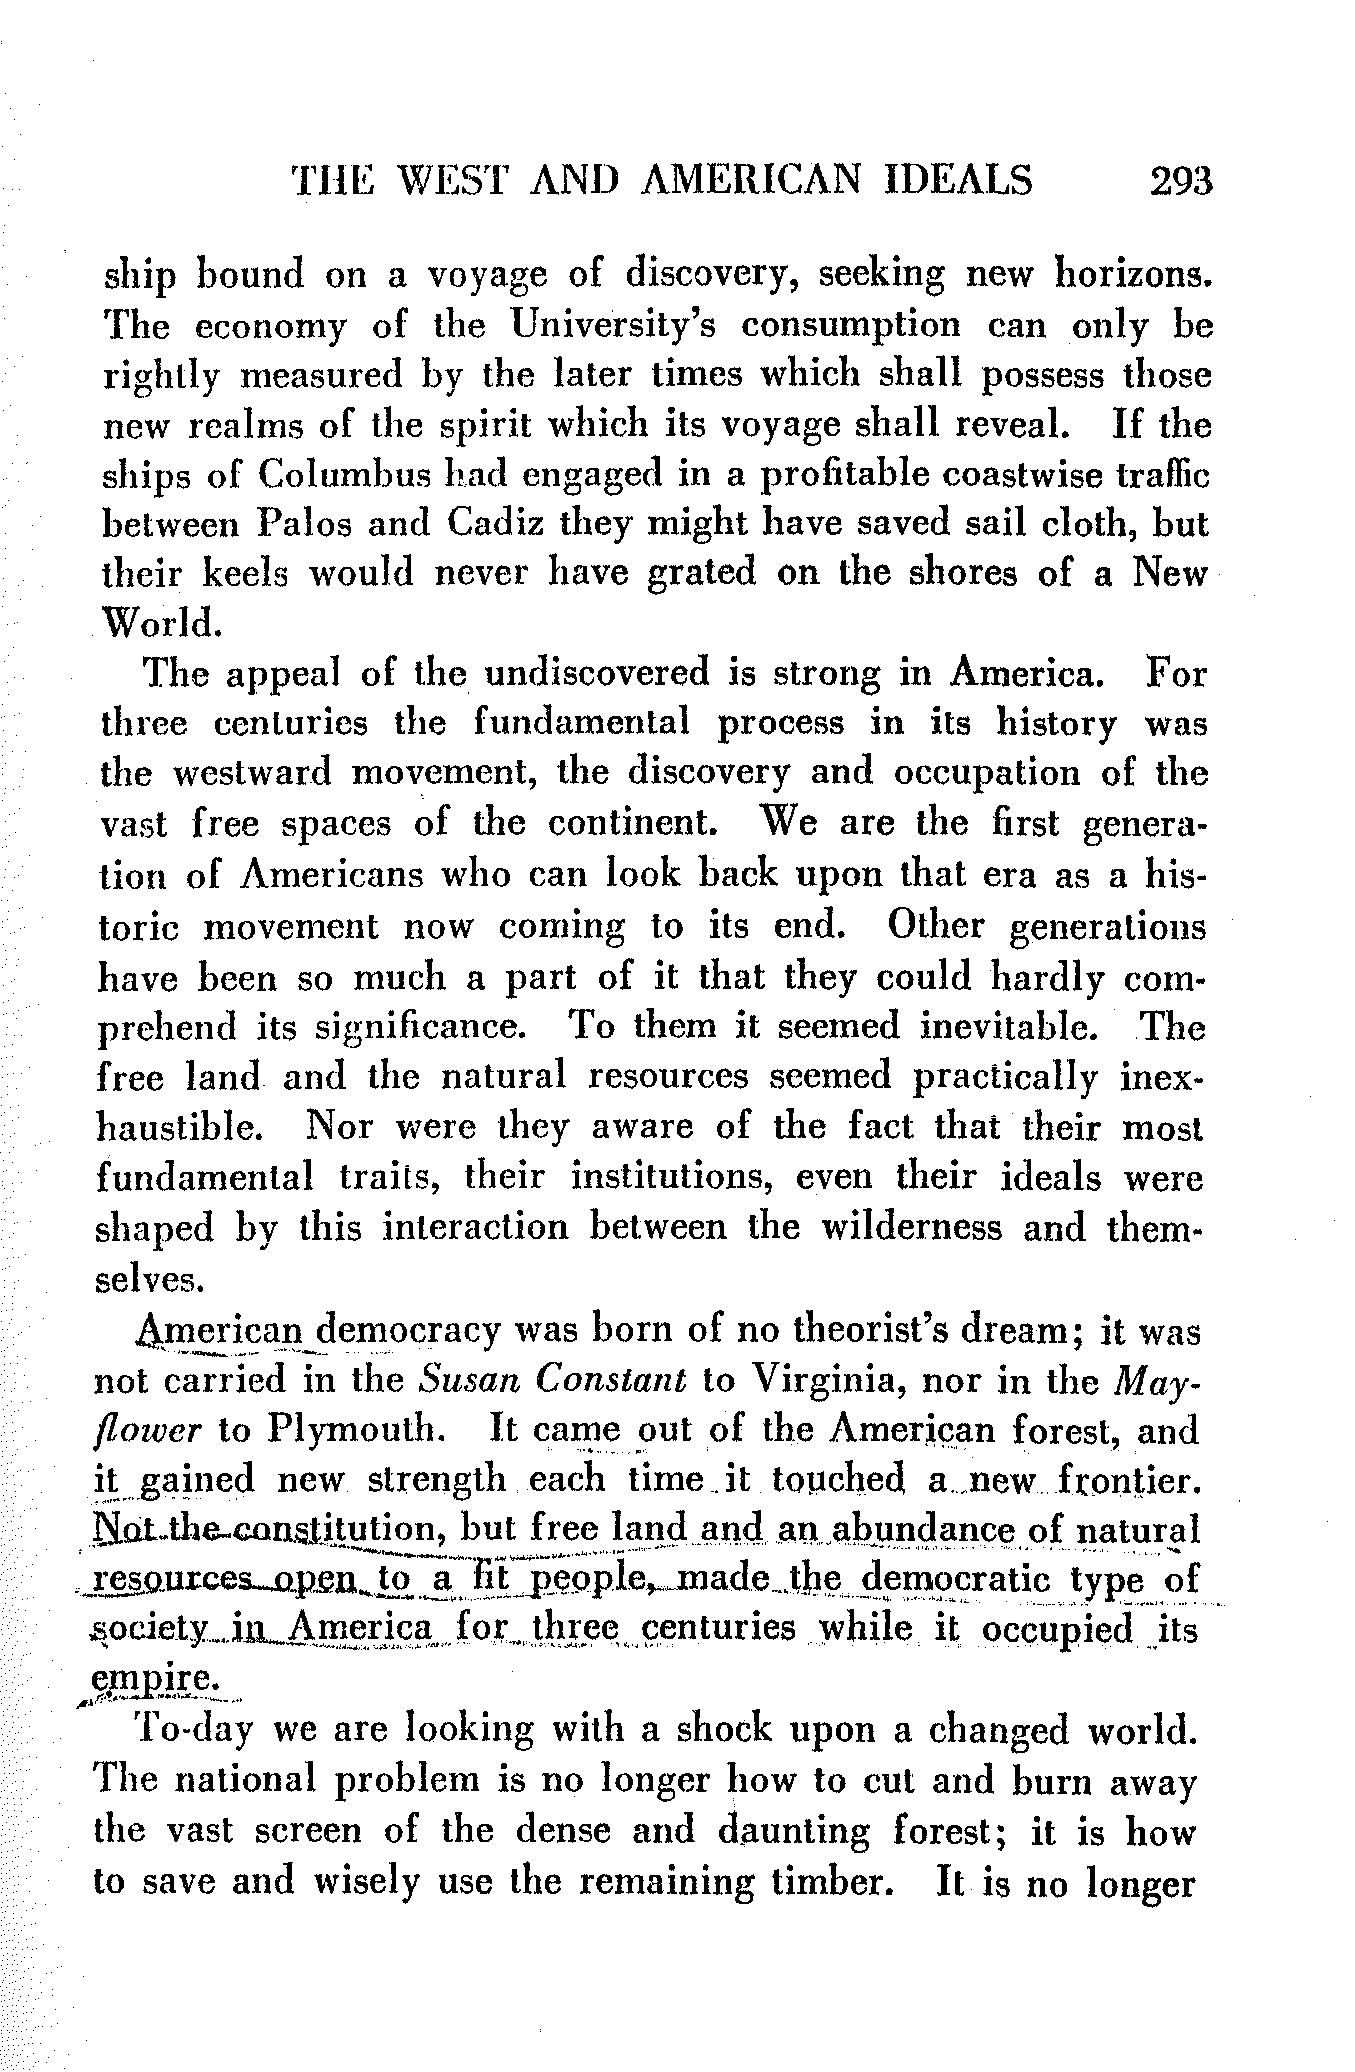 THE WEST AND AMERICAN IDEALS 293
ship bound on a voyage of discovery, seeking new horizons.
The economy of the University's consumption can only be
rightly measured by the later times which shall possess those
new realms of the spirit which its voyage shall reveal. If the
ships of Columbus had engaged in a profitable coastwise traffic
between Palos and Cadiz they might have saved sail cloth, but
their keels would never have grated on the shores of a New
World.
The appeal of the undiscovered is strong in America. For
three centuries the fundamental process in its history was
the westward movement, the discovery and occupation of the
vast free spaces of the continent. We are the first genera-
tion of Americans who can look back upon that era as a his-
toric movement now coming to its end. Other generations
have been so much a part of it that they could hardly com-
prehend its significance. To them it seemed inevitable. The
free land and the natural resources seemed practically inex-
haustible. Nor were they aware of the fact that their most
fundamental traits, their institutions, even their ideals were
shaped by this interaction between the wilderness and them-
selves.
American democracy was born of no theorist's dream; it was
not carried in the Susan Constant to Virginia, nor in the May-
flower to Plymouth. It came out of the American forest, and
it gained new strength each time it touched a new frontier.
Not the constitution, but free land and an abundance of natural
resources open to a fit people, made the democratic type of
society in America for three centuries while it occupied its
empire.
To-day we are looking with a shock upon a changed world.
The national problem is no longer how to cut and burn away
the vast screen of the dense and daunting forest; it is how
to save and wisely use the remaining timber. It is no longer